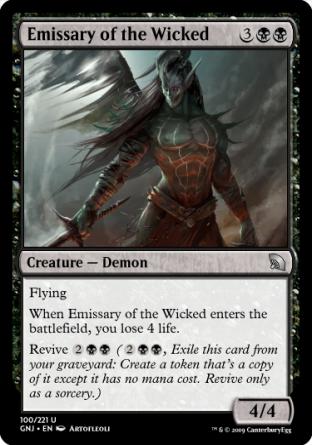 Emissary of the Wicked 3
Creature — Demon
Flying
When Emissary of the Wicked enters the
battlefield, you lose 4 life.
Revive 2 ( 2 , Exile this card from
your graveyard: Create a token that's a copy
of it except it has no mana cost. Revive only
as a sorcery.)
4/4
100/221 U
GNJ • EN Artofleoli
™ & © 2019 CanterburyEgg